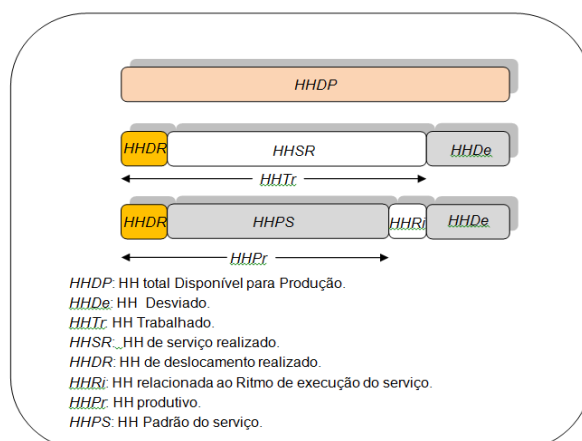 HHDP
HHDR HHSR HHDe
HHTr
HHDR HHPS HHRi HHDe
HHPr
HHDP: HH total Disponível para Produção.
HHDe: HH Desviado.
HHTr: HH Trabalhado.
HHSR: HH de serviço realizado.
HHDR: HH de deslocamento realizado.
HHRi: HH relacionada ao Ritmo de execução do serviço.
HHPr: HH produtivo.
HHPS: HH Padrão do serviço.